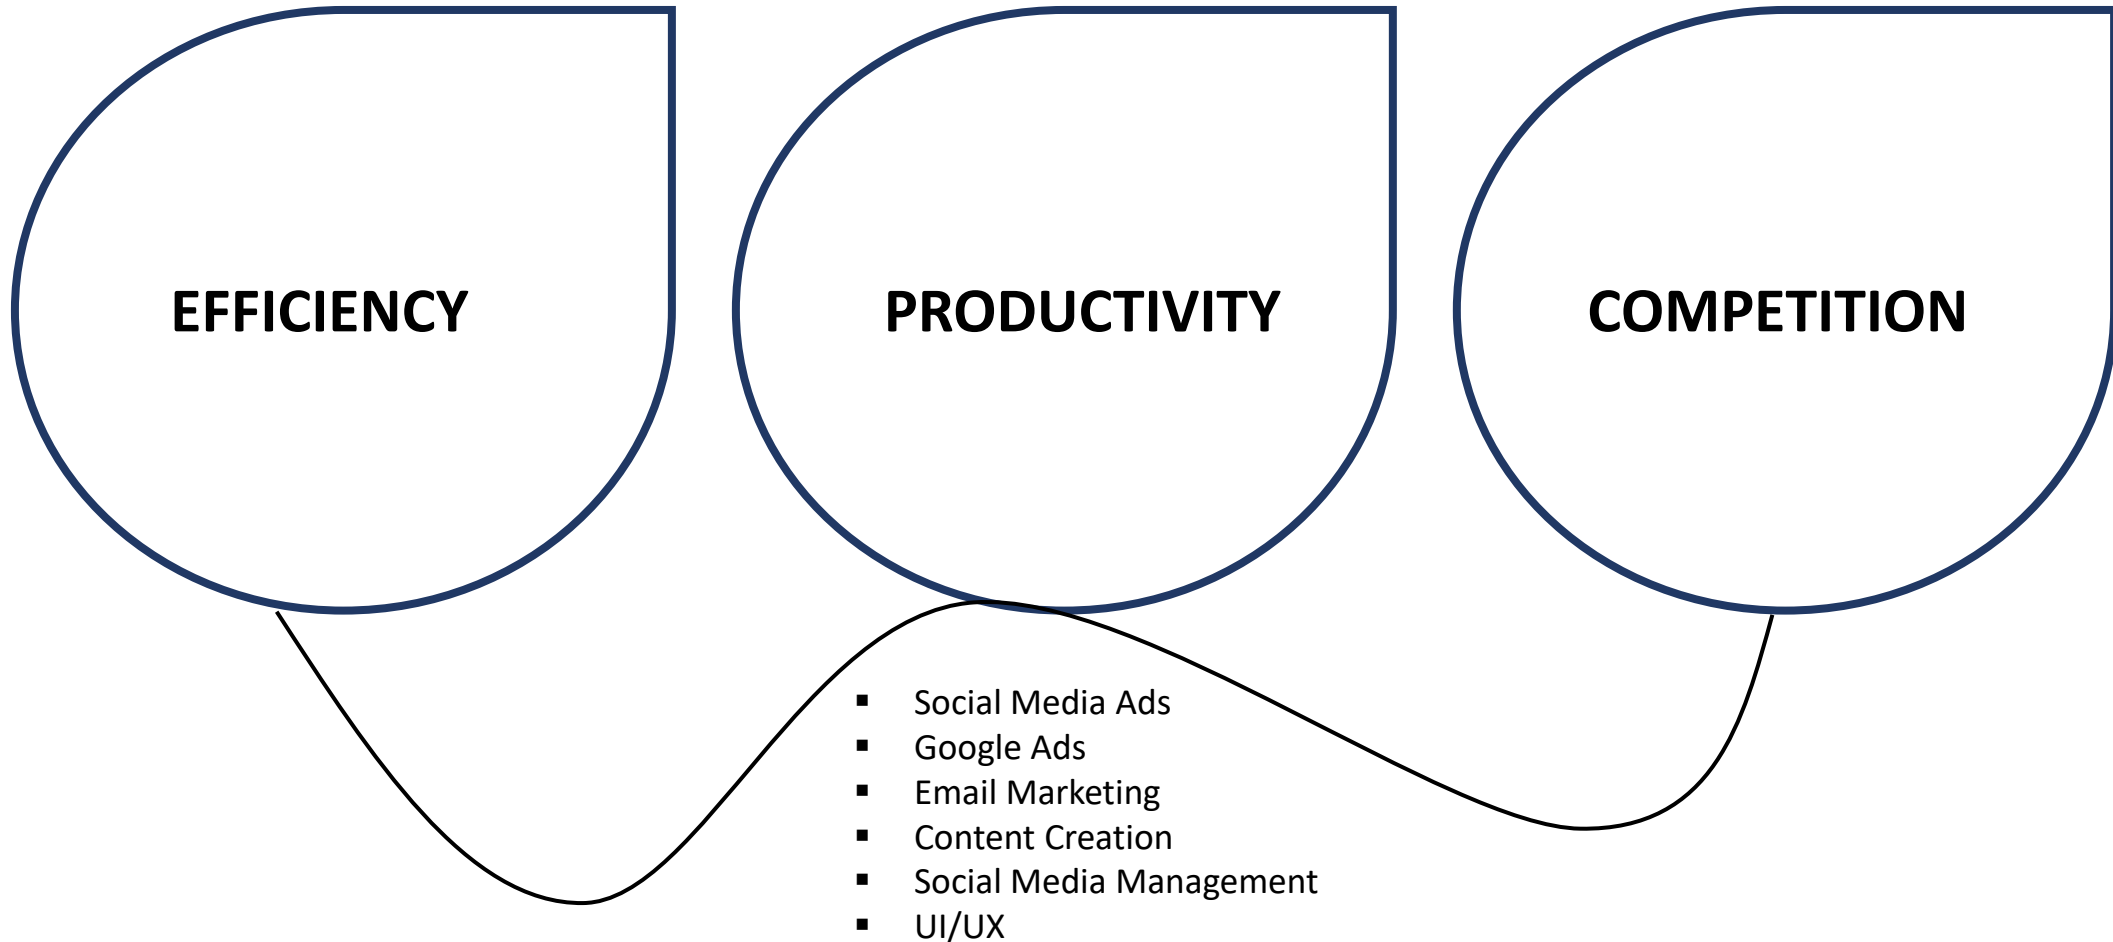 EFFICIENCY
PRODUCTIVITY
COMPETITION
▪ Social Media Ads
▪ Google Ads
▪ Email Marketing
▪ Content Creation
▪ Social Media Management
▪ UI/UX